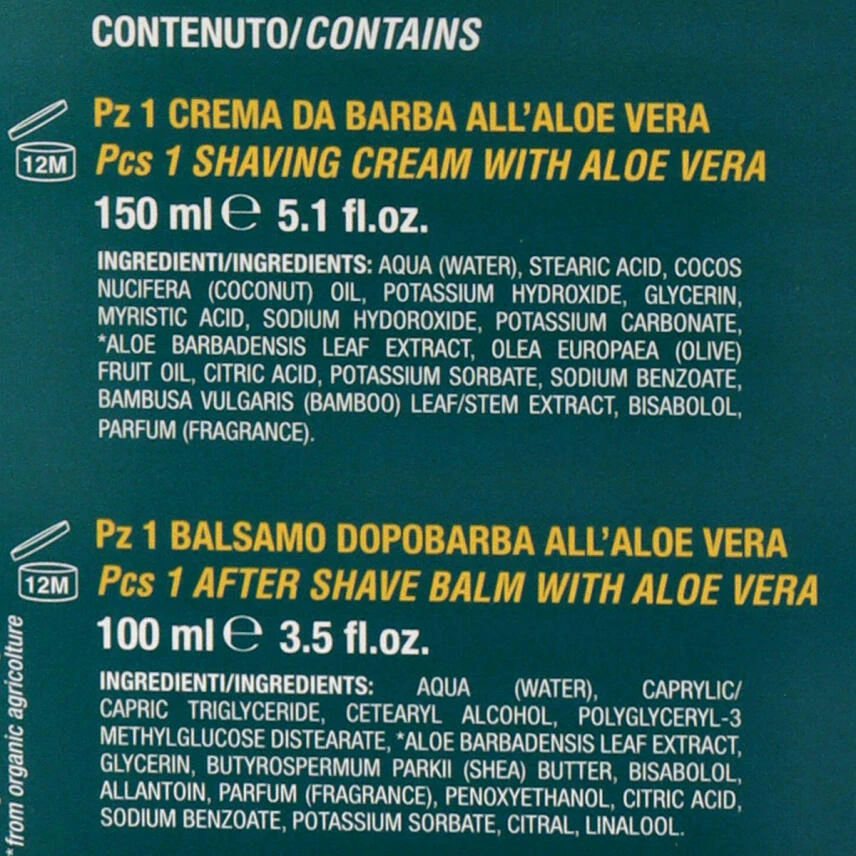 CONTENUTO/CONTAINS
Pz 1 CREMA DA BARBA ALL'ALOE VERA
12M
Pcs 1 SHAVING CREAM WITH ALOE VERA
150 ml ℮ 5.1 fl.oz.
INGREDIENTI/INGREDIENTS: AQUA (WATER), STEARIC ACID, COCOS
NUCIFERA (COCONUT) OIL, POTASSIUM HYDROXIDE, GLYCERIN,
MYRISTIC ACID, SODIUM HYDOROXIDE, POTASSIUM CARBONATE,
*ALOE BARBADENSIS LEAF EXTRACT, OLEA EUROPAEA (OLIVE)
FRUIT OIL, CITRIC ACID, POTASSIUM SORBATE, SODIUM BENZOATE,
BAMBUSA VULGARIS (BAMBOO) LEAF/STEM EXTRACT, BISABOLOL,
PARFUM (FRAGRANCE).
Pz 1 BALSAMO DOPOBARBA ALL'ALOE VERA
12M
Pcs 1 AFTER SHAVE BALM WITH ALOE VERA
100 ml ℮ 3.5 fl.oz.
INGREDIENTI/INGREDIENTS: AQUA (WATER), CAPRYLIC/
CAPRIC TRIGLYCERIDE, CETEARYL ALCOHOL, POLYGLYCERYL-3
METHYLGLUCOSE DISTEARATE, *ALOE BARBADENSIS LEAF EXTRACT,
GLYCERIN, BUTYROSPERMUM PARKII (SHEA) BUTTER, BISABOLOL,
ALLANTOIN, PARFUM (FRAGRANCE), PENOXYETHANOL, CITRIC ACID,
SODIUM BENZOATE, POTASSIUM SORBATE, CITRAL, LINALOOL.
*from organic agricolture